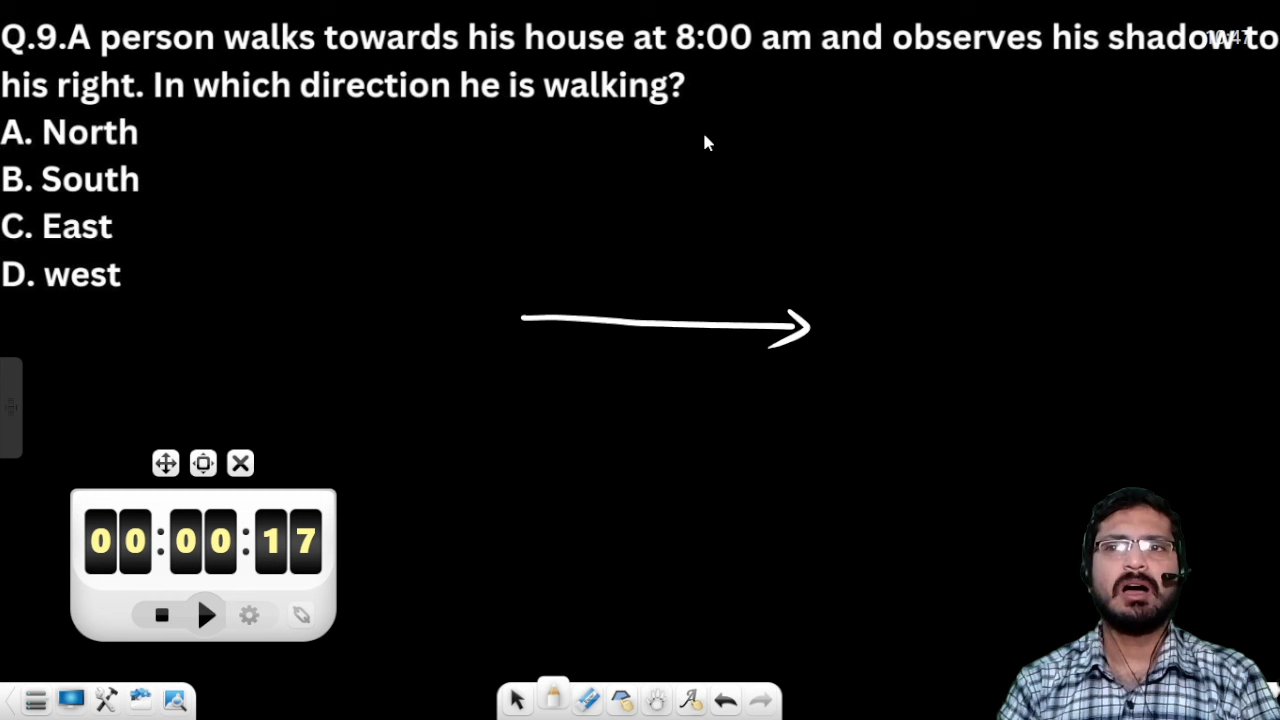 Q.9.A person walks towards his house at 8:00 am and observes his shadow to
his right. In which direction he is walking?
A. North
B. South
C. East
D. west
00:00:17